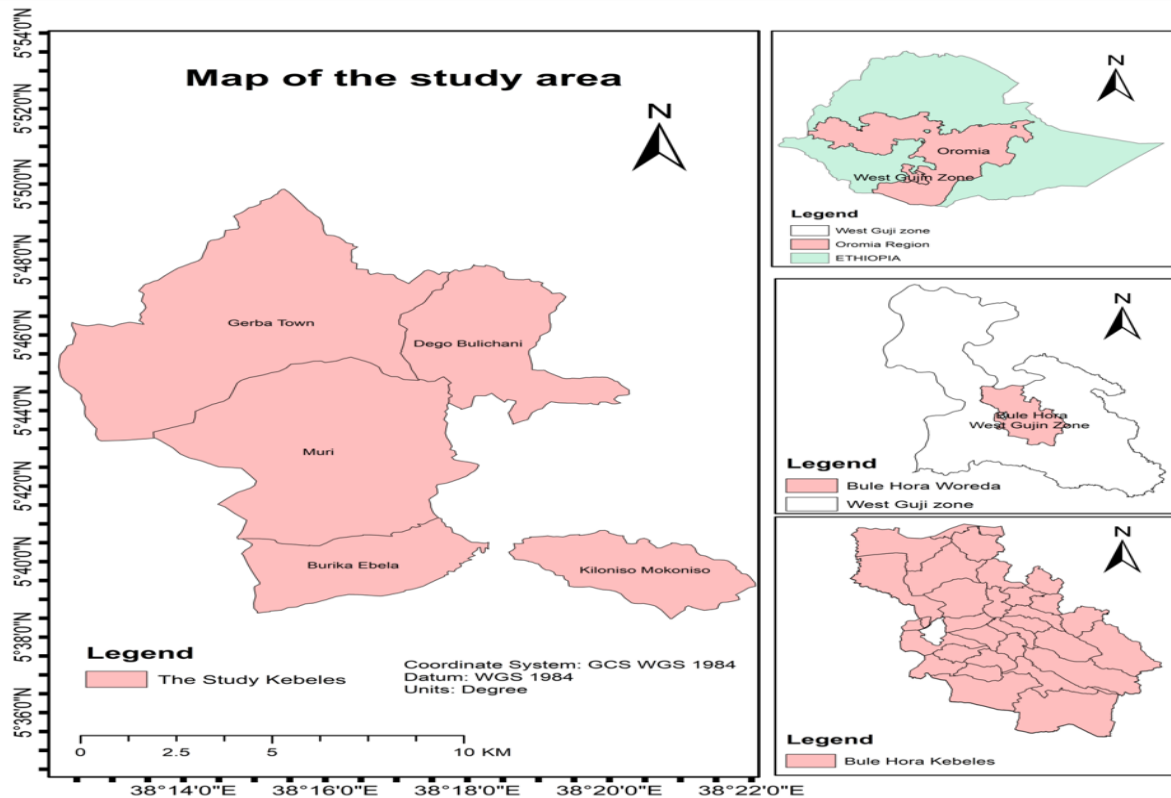 Map of the study area
N
5°54'0"N
5°52'0"N
5°50'0"N
5°48'0"N
5°46'0"N
5°44'0"N
5°42'0"N
5°40'0"N
5°38'0"N
5°36'0"N
Gerba Town
Dego Bulichani
Muri
Burika Ebela
Kiloniso Mokoniso
Legend
The Study Kebeles
Coordinate System: GCS WGS 1984
Datum: WGS 1984
Units: Degree
0 2.5 5 10 KM
38°14'0"E 38°16'0"E 38°18'0"E 38°20'0"E 38°22'0"E
N
Oromia
West Gujin Zone
Legend
West Guji zone
Oromia Region
ETHIOPIA
N
Bule Hora
West Gujin Zone
Legend
Bule Hora Woreda
West Guji zone
N
Legend
Bule Hora Kebeles